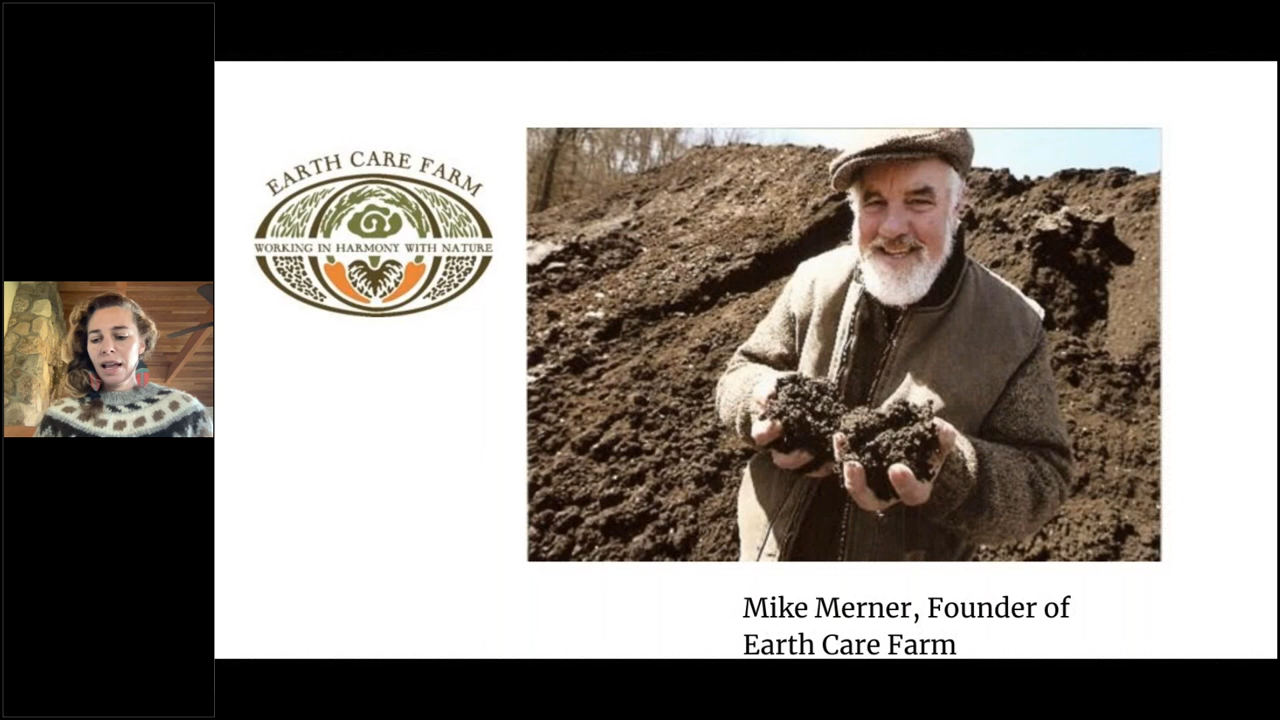 EARTH CARE FARM
WORKING IN HARMONY WITH NATURE
Mike Merner, Founder of
Earth Care Farm